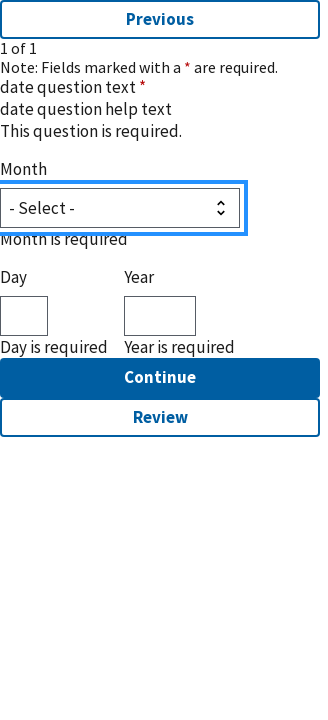 Previous
1 of 1
Note: Fields marked with a * are required.
date question text *
date question help text
This question is required.
Month
- Select -
Month is required
Day Year
Day is required Year is required
Continue
Review